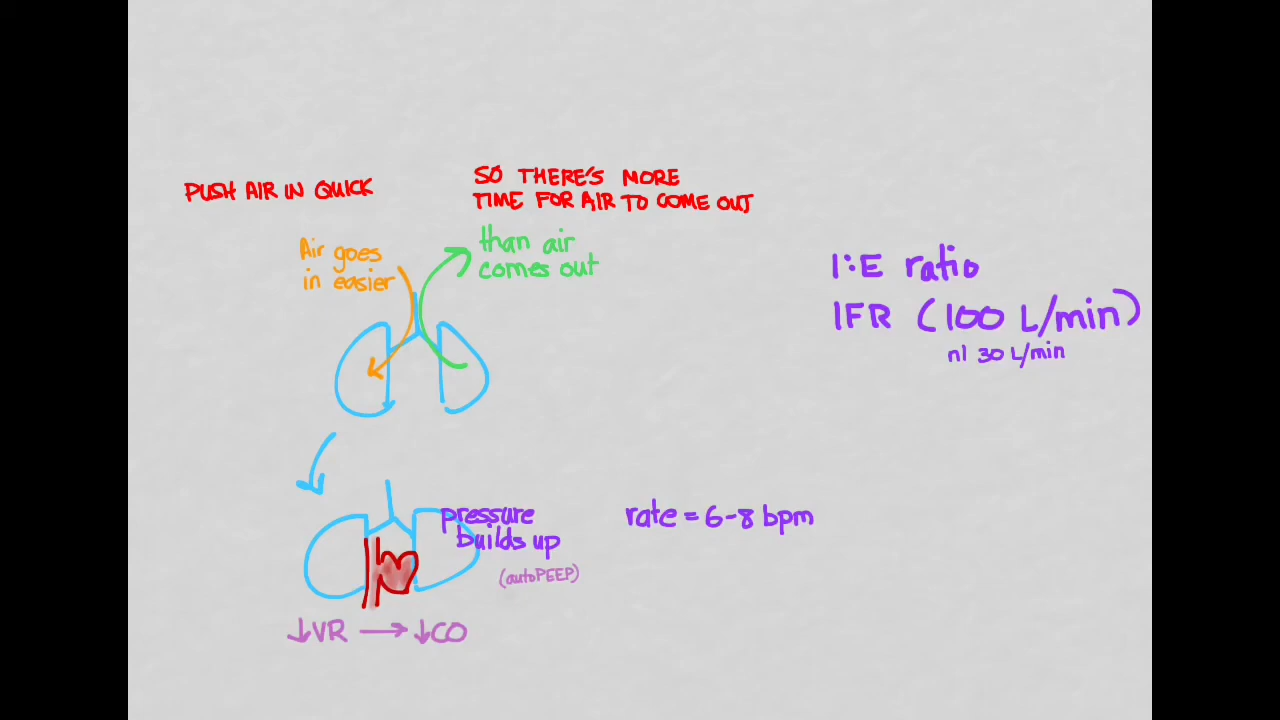 PUSH AIR IN QUICK
SO THERE'S MORE
TIME FOR AIR TO COME OUT
Air goes
in easier
than air
comes out
I:E ratio
IFR (100 L/min)
nl 30 L/min
pressure
builds up
(autoPEEP)
rate = 6-8 bpm
↓VR → ↓CO